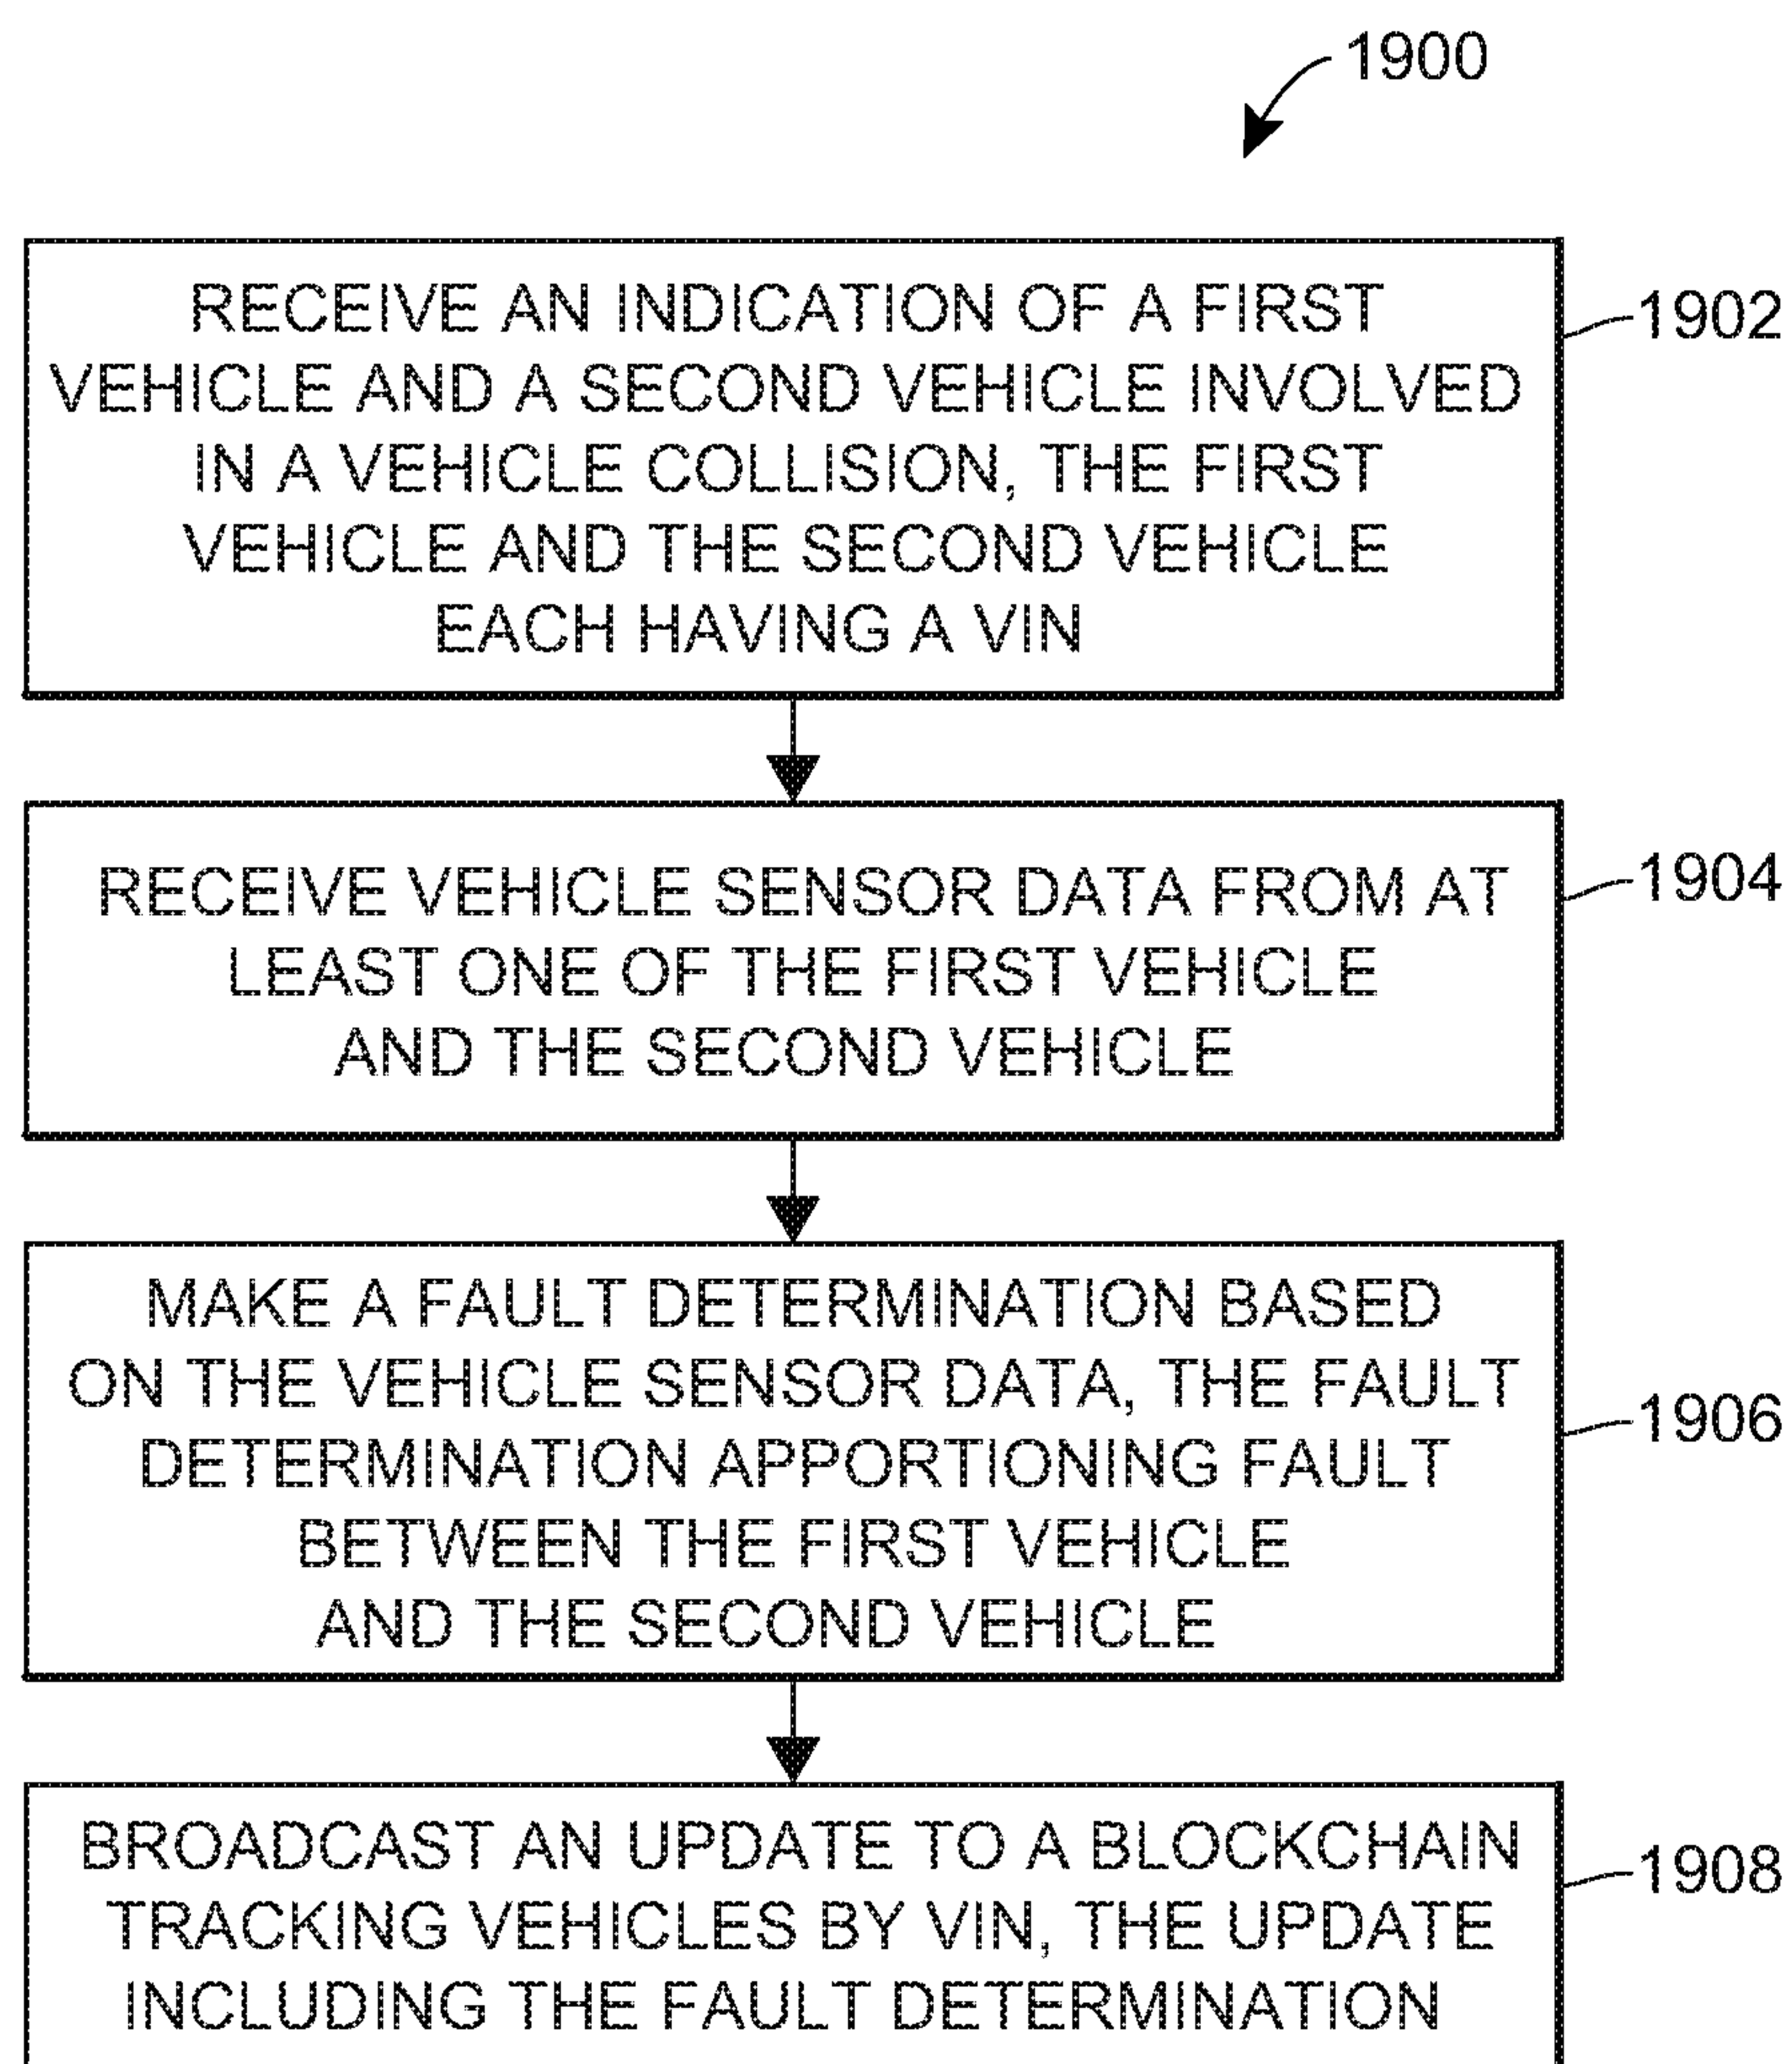 1900
RECEIVE AN INDICATION OF A FIRST
VEHICLE AND A SECOND VEHICLE INVOLVED
IN A VEHICLE COLLISION, THE FIRST
VEHICLE AND THE SECOND VEHICLE
EACH HAVING A VIN
1902
RECEIVE VEHICLE SENSOR DATA FROM AT
LEAST ONE OF THE FIRST VEHICLE
AND THE SECOND VEHICLE
1904
MAKE A FAULT DETERMINATION BASED
ON THE VEHICLE SENSOR DATA, THE FAULT
DETERMINATION APPORTIONING FAULT
BETWEEN THE FIRST VEHICLE
AND THE SECOND VEHICLE
1906
BROADCAST AN UPDATE TO A BLOCKCHAIN
TRACKING VEHICLES BY VIN, THE UPDATE
INCLUDING THE FAULT DETERMINATION
1908